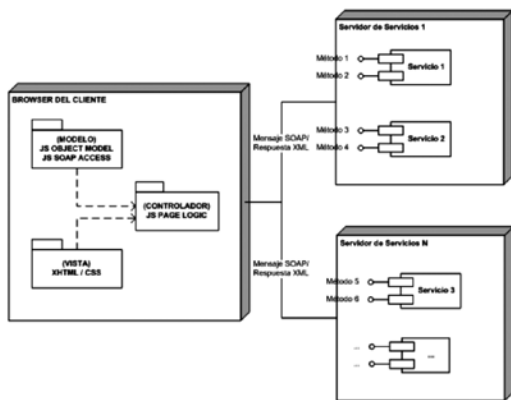 BROWSER DEL CLIENTE
(MODELO)
JS OBJECT MODEL
JS SOAP ACCESS
(CONTROLADOR)
JS PAGE LOGIC
(VISTA)
XHTML / CSS
Mensaje SOAP/
Respuesta XML
Mensaje SOAP/
Respuesta XML
Servidor de Servicios 1
Método 1
Método 2
Servicio 1
Método 3
Método 4
Servicio 2
Servidor de Servicios N
Método 5
Método 6
Servicio 3
...
...
...